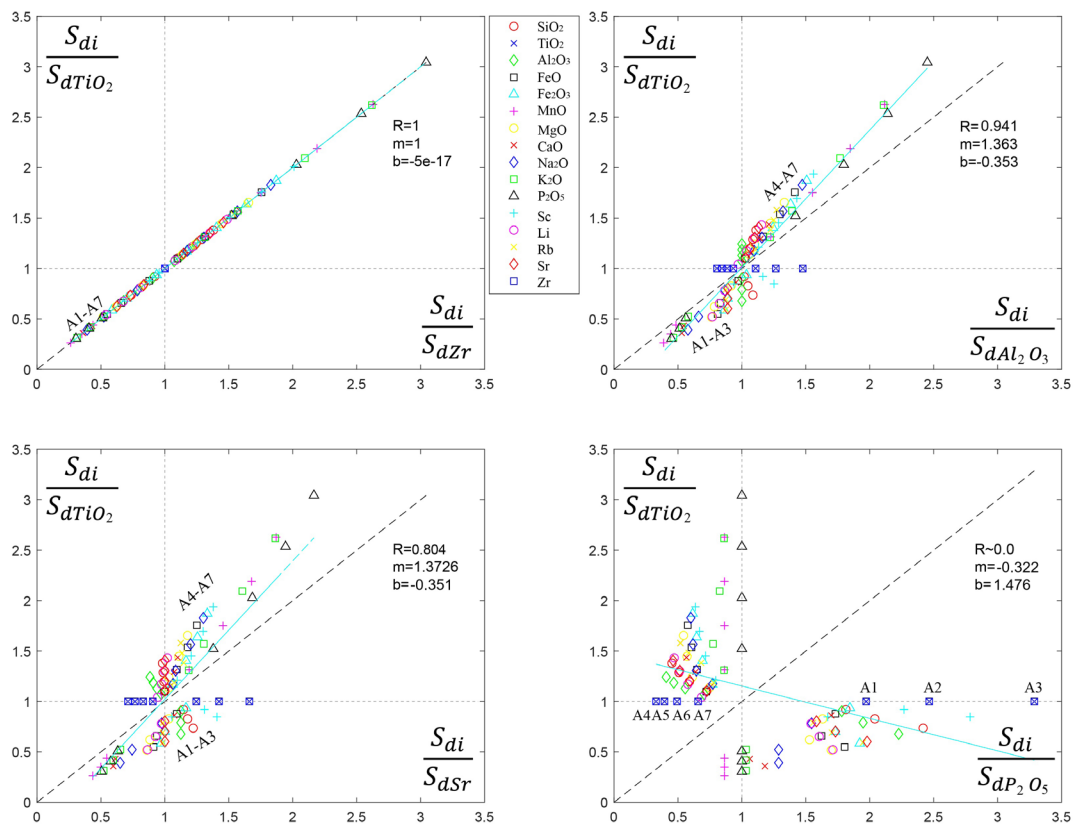 3.5
3
2.5
2
1.5
1
0.5
0
0
0.5
1
1.5
2
2.5
3
3.5
S_di
S_dTiO₂
R=1
m=1
b=-5e-17
A1-A7
S_di
S_dZr
SiO₂
TiO₂
Al₂O₃
FeO
Fe₂O₃
MnO
MgO
CaO
Na₂O
K₂O
P₂O₅
Sc
Li
Rb
Sr
Zr
3.5
3
2.5
2
1.5
1
0.5
0
0
0.5
1
1.5
2
2.5
3
3.5
S_di
S_dTiO₂
R=0.941
m=1.363
b=-0.353
A4-A7
A1-A3
S_di
S_dAl₂O₃
3.5
3
2.5
2
1.5
1
0.5
0
0
0.5
1
1.5
2
2.5
3
3.5
S_di
S_dTiO₂
R=0.804
m=1.3726
b=-0.351
A4-A7
A1-A3
S_di
S_dSr
3.5
3
2.5
2
1.5
1
0.5
0
0
0.5
1
1.5
2
2.5
3
3.5
S_di
S_dTiO₂
R~0.0
m=-0.322
b=1.476
A1 A2 A3
A4A5 A6 A7
S_di
S_dP₂O₅